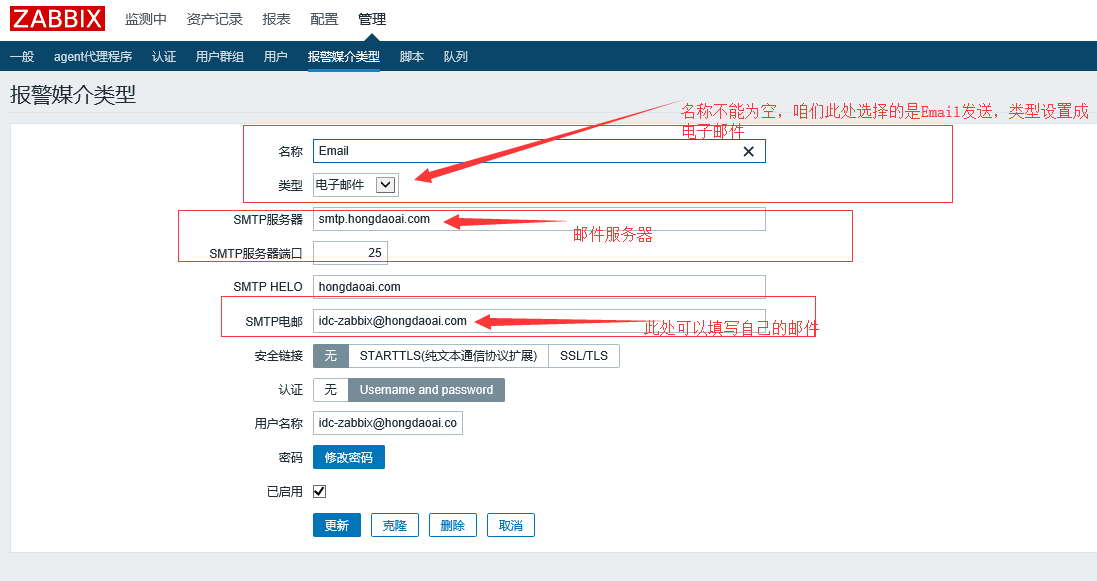 ZABBIX 监测中 资产记录 报表 配置 管理
一般 agent代理程序 认证 用户群组 用户 报警媒介类型 脚本 队列
报警媒介类型
名称不能为空，咱们此处选择的是Email发送，类型设置成
电子邮件
名称 Email
类型 电子邮件
SMTP服务器 smtp.hongdaoai.com
邮件服务器
SMTP服务器端口 25
SMTP HELO hongdaoai.com
SMTP电邮 idc-zabbix@hongdaoai.com
此处可以填写自己的邮件
安全链接 无 STARTTLS(纯文本通信协议扩展) SSL/TLS
认证 无 Username and password
用户名称 idc-zabbix@hongdaoai.co
密码 修改密码
已启用
更新 克隆 删除 取消